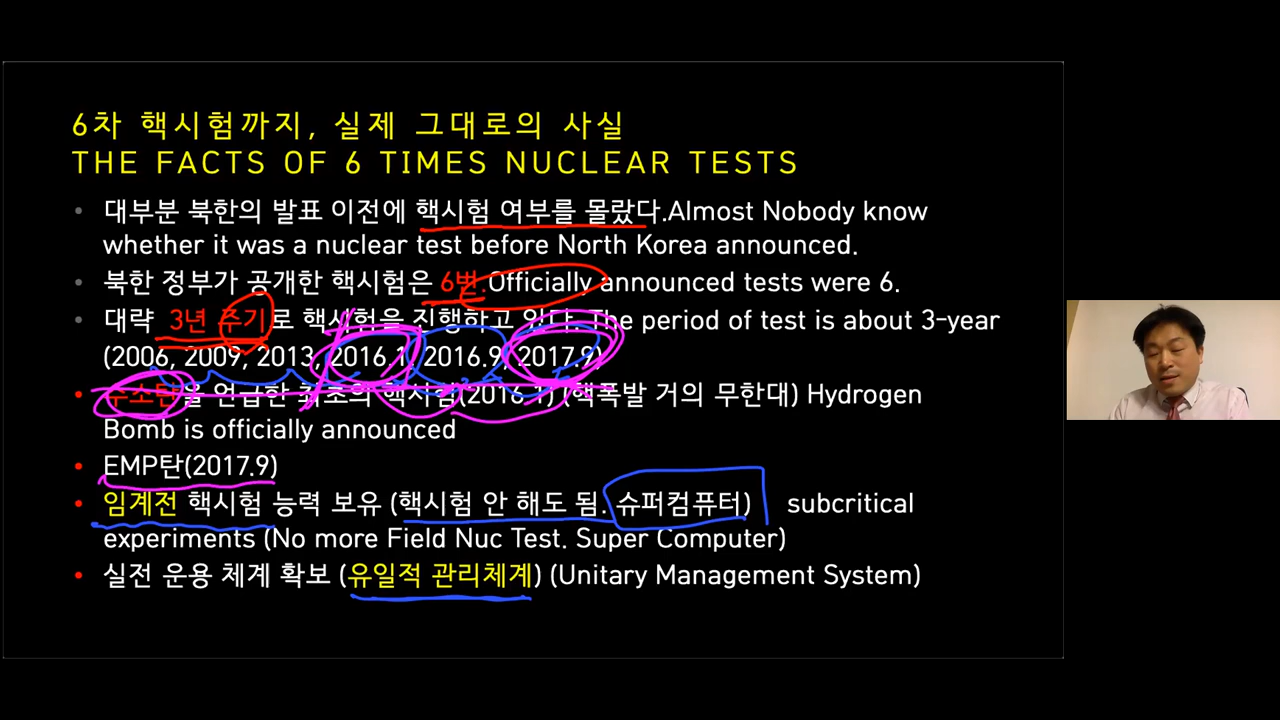 6차 핵시험까지, 실제 그대로의 사실
THE FACTS OF 6 TIMES NUCLEAR TESTS
• 대부분 북한의 발표 이전에 핵시험 여부를 몰랐다.Almost Nobody know
whether it was a nuclear test before North Korea announced.
• 북한 정부가 공개한 핵시험은 6번.Officially announced tests were 6.
• 대략 3년 주기로 핵시험을 진행하고 있다. The period of test is about 3-year
(2006, 2009, 2013, 2016.1, 2016.9, 2017.9)
• 수소탄을 언급한 최초의 핵시험(2016.1) (핵폭발 거의 무한대) Hydrogen
Bomb is officially announced
• EMP탄(2017.9)
• 임계전 핵시험 능력 보유 (핵시험 안 해도 됨. 슈퍼컴퓨터) subcritical
experiments (No more Field Nuc Test. Super Computer)
• 실전 운용 체계 확보 (유일적 관리체계) (Unitary Management System)